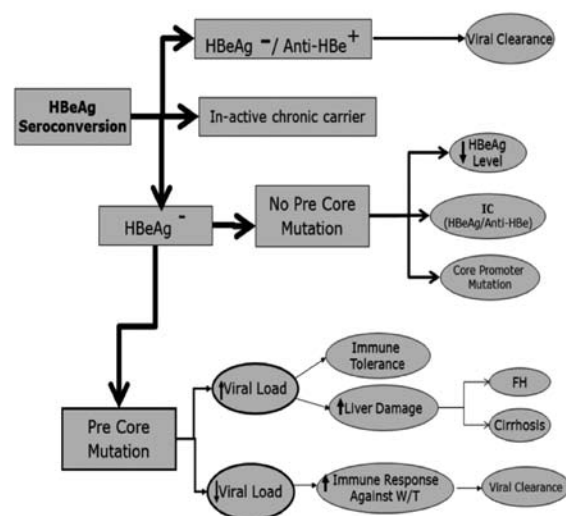 HBeAg ⁻/ Anti-HBe⁺
Viral Clearance
HBeAg
Seroconversion
In-active chronic carrier
↓ HBeAg
Level
HBeAg ⁻
No Pre Core
Mutation
IC
(HBeAg/Anti-HBe)
Core Promoter
Mutation
Immune
Tolerance
↑Viral Load
↑Liver Damage
FH
Cirrhosis
Pre Core
Mutation
↓Viral Load
↑ Immune Response
Against W/T
Viral Clearance